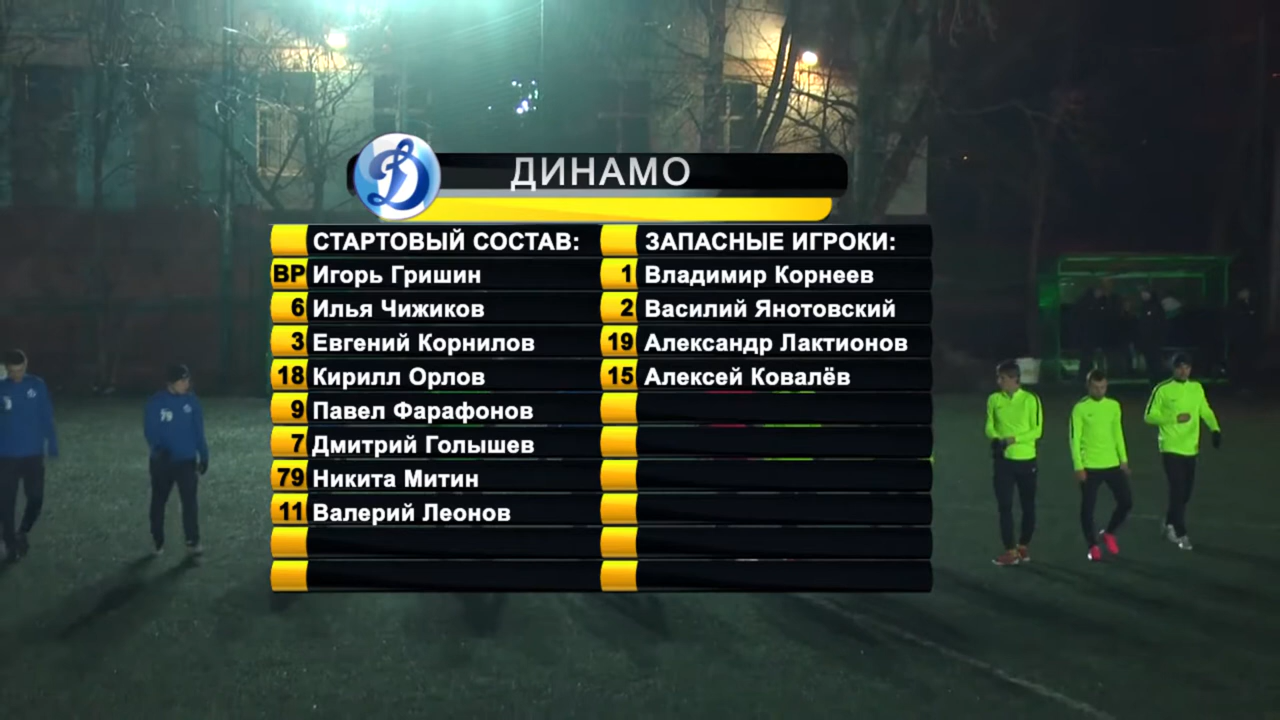 ДИНАМО
СТАРТОВЫЙ СОСТАВ:
ВР Игорь Гришин
6 Илья Чижиков
3 Евгений Корнилов
18 Кирилл Орлов
9 Павел Фарафонов
7 Дмитрий Голышев
79 Никита Митин
11 Валерий Леонов
ЗАПАСНЫЕ ИГРОКИ:
1 Владимир Корнеев
2 Василий Янотовский
19 Александр Лактионов
15 Алексей Ковалёв
79